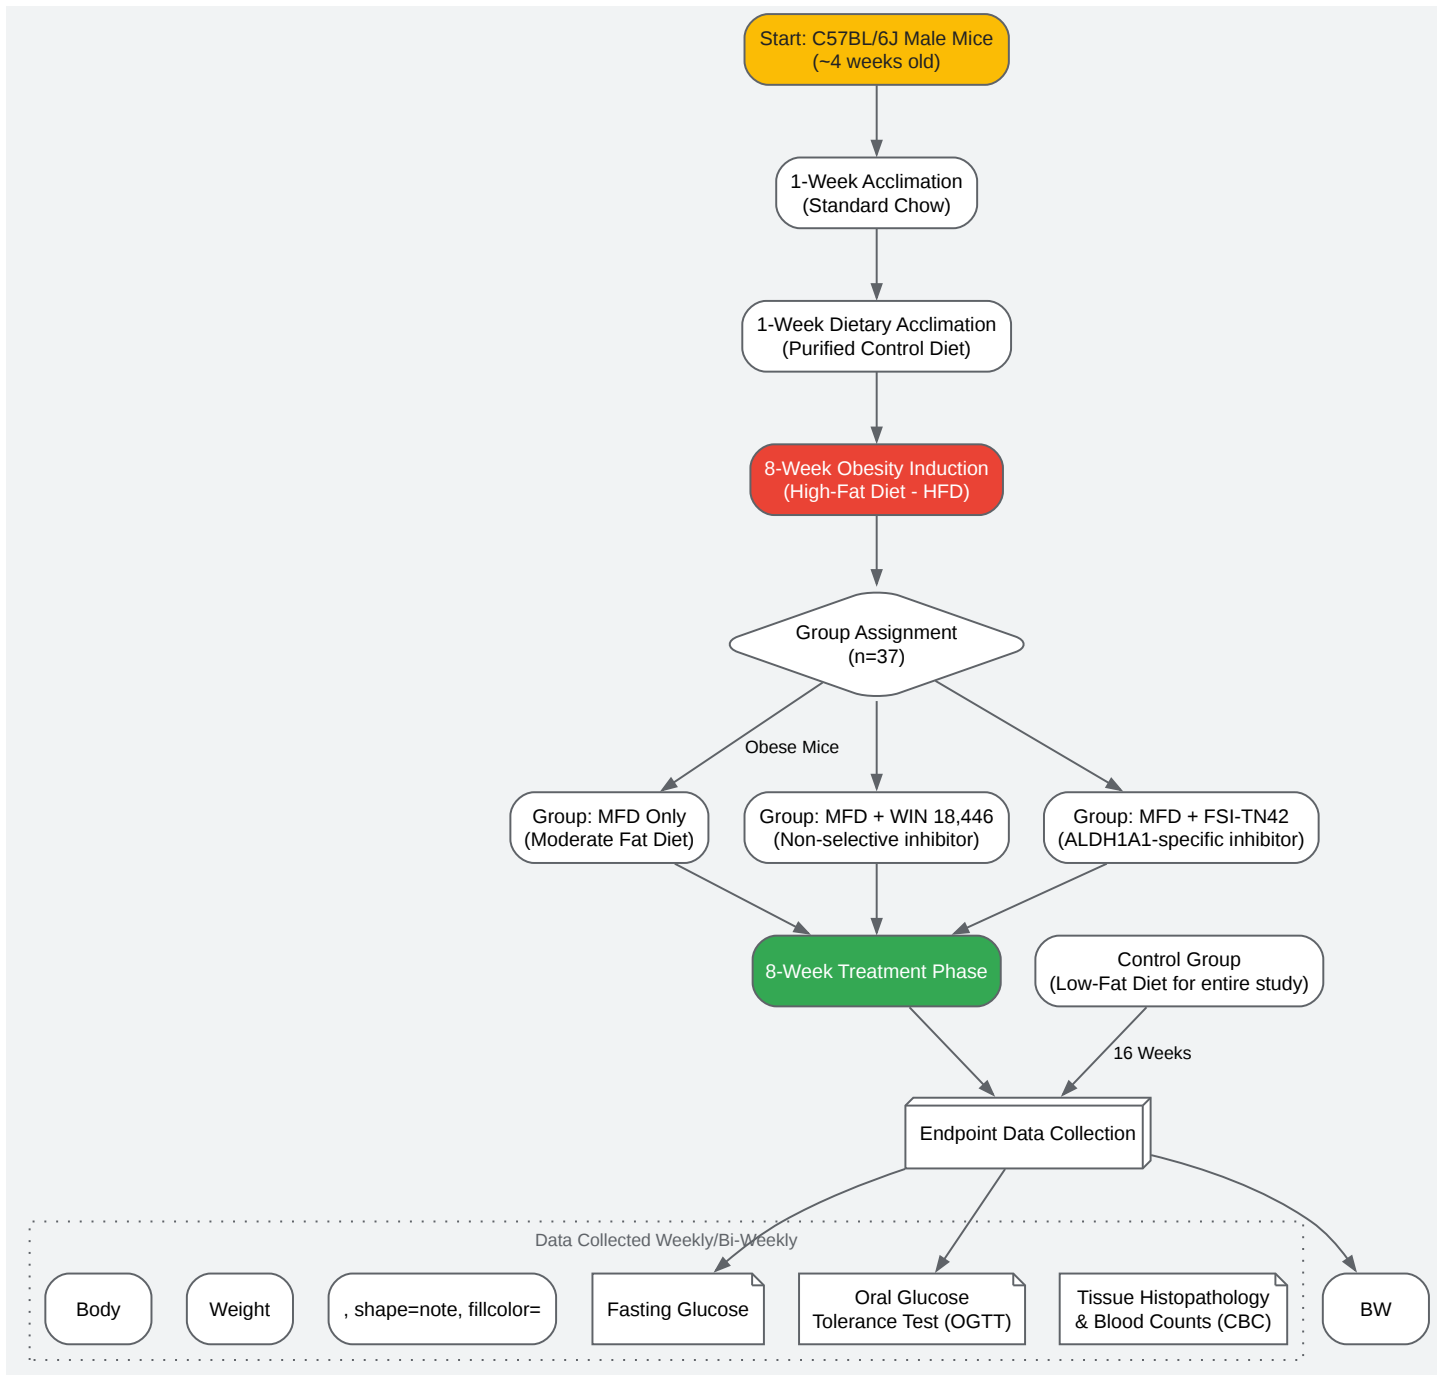 Start: C57BL/6J Male Mice
(~4 weeks old)
1-Week Acclimation
(Standard Chow)
1-Week Dietary Acclimation
(Purified Control Diet)
8-Week Obesity Induction
(High-Fat Diet - HFD)
Group Assignment
(n=37)
Obese Mice
Group: MFD Only
(Moderate Fat Diet)
Group: MFD + WIN 18,446
(Non-selective inhibitor)
Group: MFD + FSI-TN42
(ALDH1A1-specific inhibitor)
8-Week Treatment Phase
Control Group
(Low-Fat Diet for entire study)
16 Weeks
Endpoint Data Collection
Data Collected Weekly/Bi-Weekly
Body
Weight
, shape=note, fillcolor=
Fasting Glucose
Oral Glucose
Tolerance Test (OGTT)
Tissue Histopathology
& Blood Counts (CBC)
BW